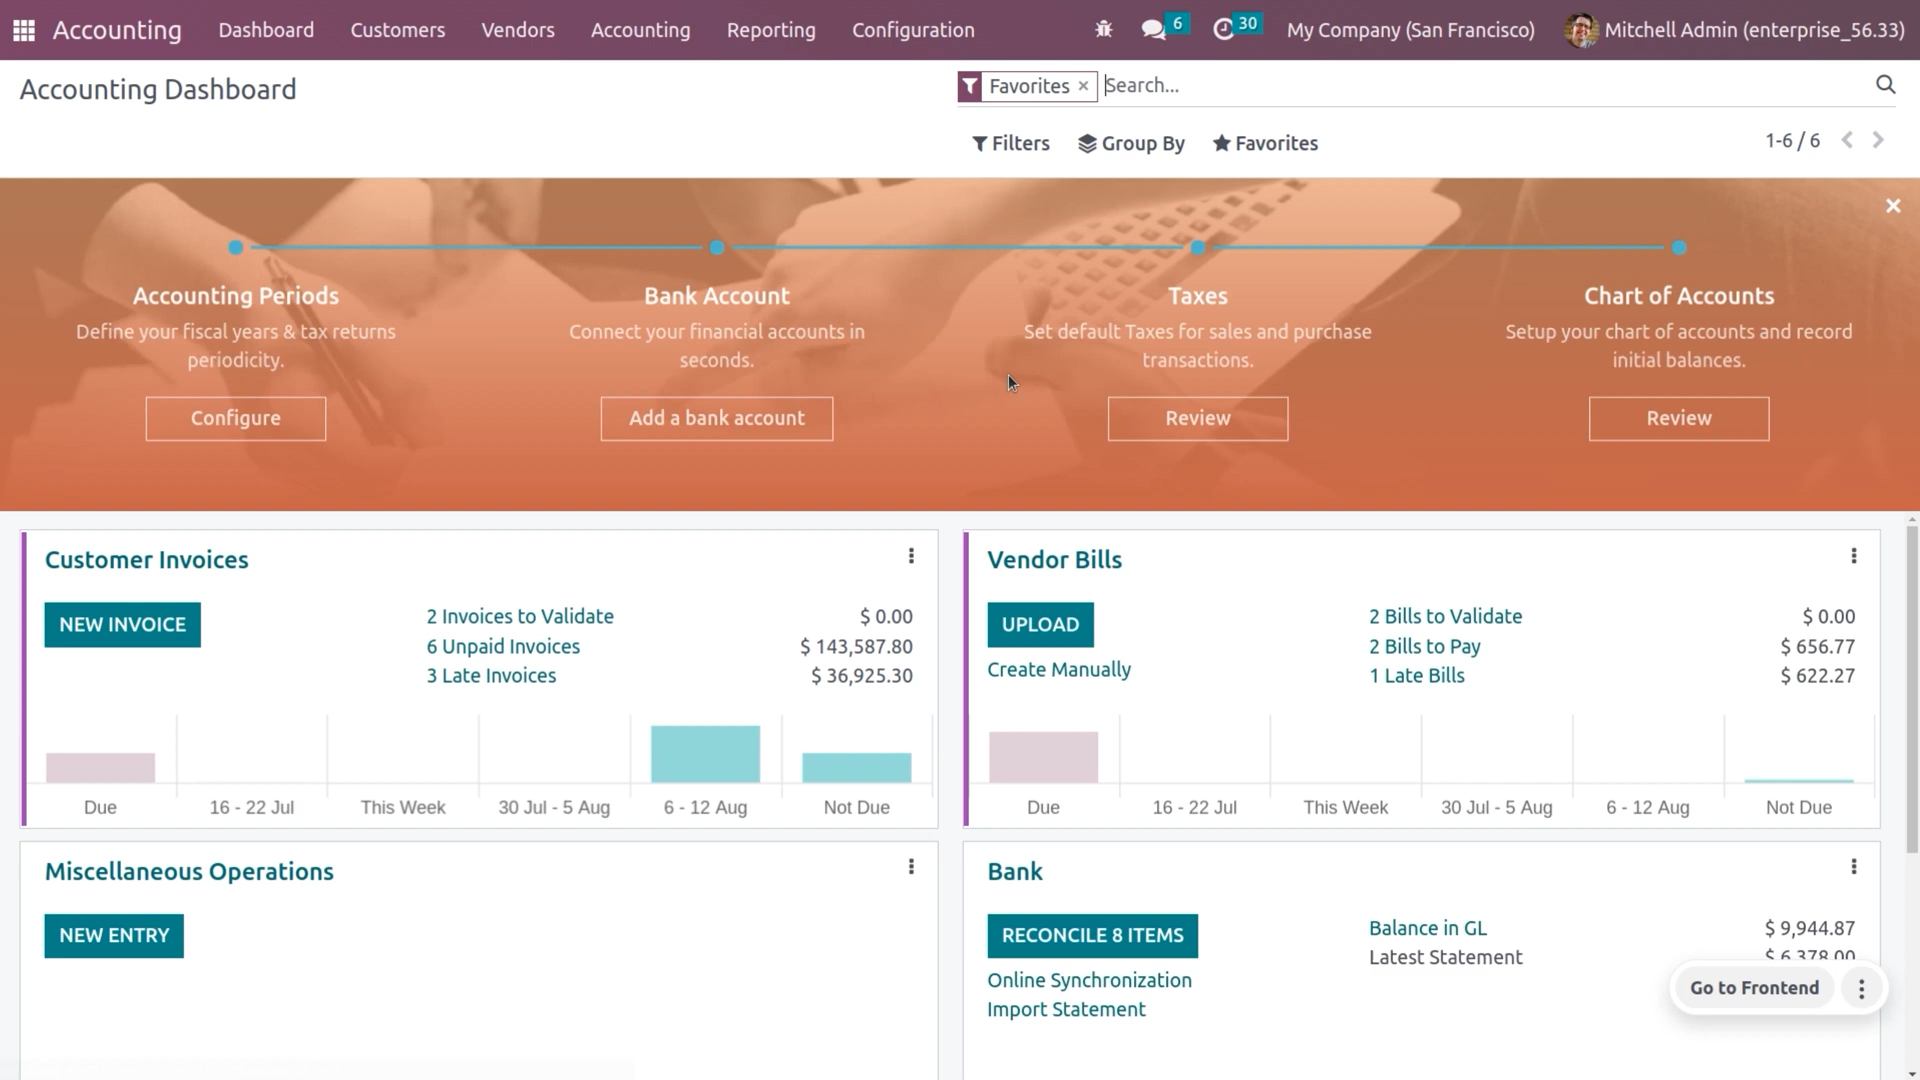 Accounting Dashboard Customers Vendors Accounting Reporting Configuration 6 30 My Company (San Francisco) Mitchell Admin (enterprise_56.33)
Accounting Dashboard
Favorites × Search...
Filters Group By Favorites 1-6 / 6
Accounting Periods
Define your fiscal years & tax returns
periodicity.
Configure
Bank Account
Connect your financial accounts in
seconds.
Add a bank account
Taxes
Set default Taxes for sales and purchase
transactions.
Review
Chart of Accounts
Setup your chart of accounts and record
initial balances.
Review
Customer Invoices
NEW INVOICE
2 Invoices to Validate $ 0.00
6 Unpaid Invoices $ 143,587.80
3 Late Invoices $ 36,925.30
Due 16 - 22 Jul This Week 30 Jul - 5 Aug 6 - 12 Aug Not Due
Vendor Bills
UPLOAD
Create Manually
2 Bills to Validate $ 0.00
2 Bills to Pay $ 656.77
1 Late Bills $ 622.27
Due 16 - 22 Jul This Week 30 Jul - 5 Aug 6 - 12 Aug Not Due
Miscellaneous Operations
NEW ENTRY
Bank
RECONCILE 8 ITEMS
Online Synchronization
Import Statement
Balance in GL $ 9,944.87
Latest Statement $ 6,378.00
Go to Frontend